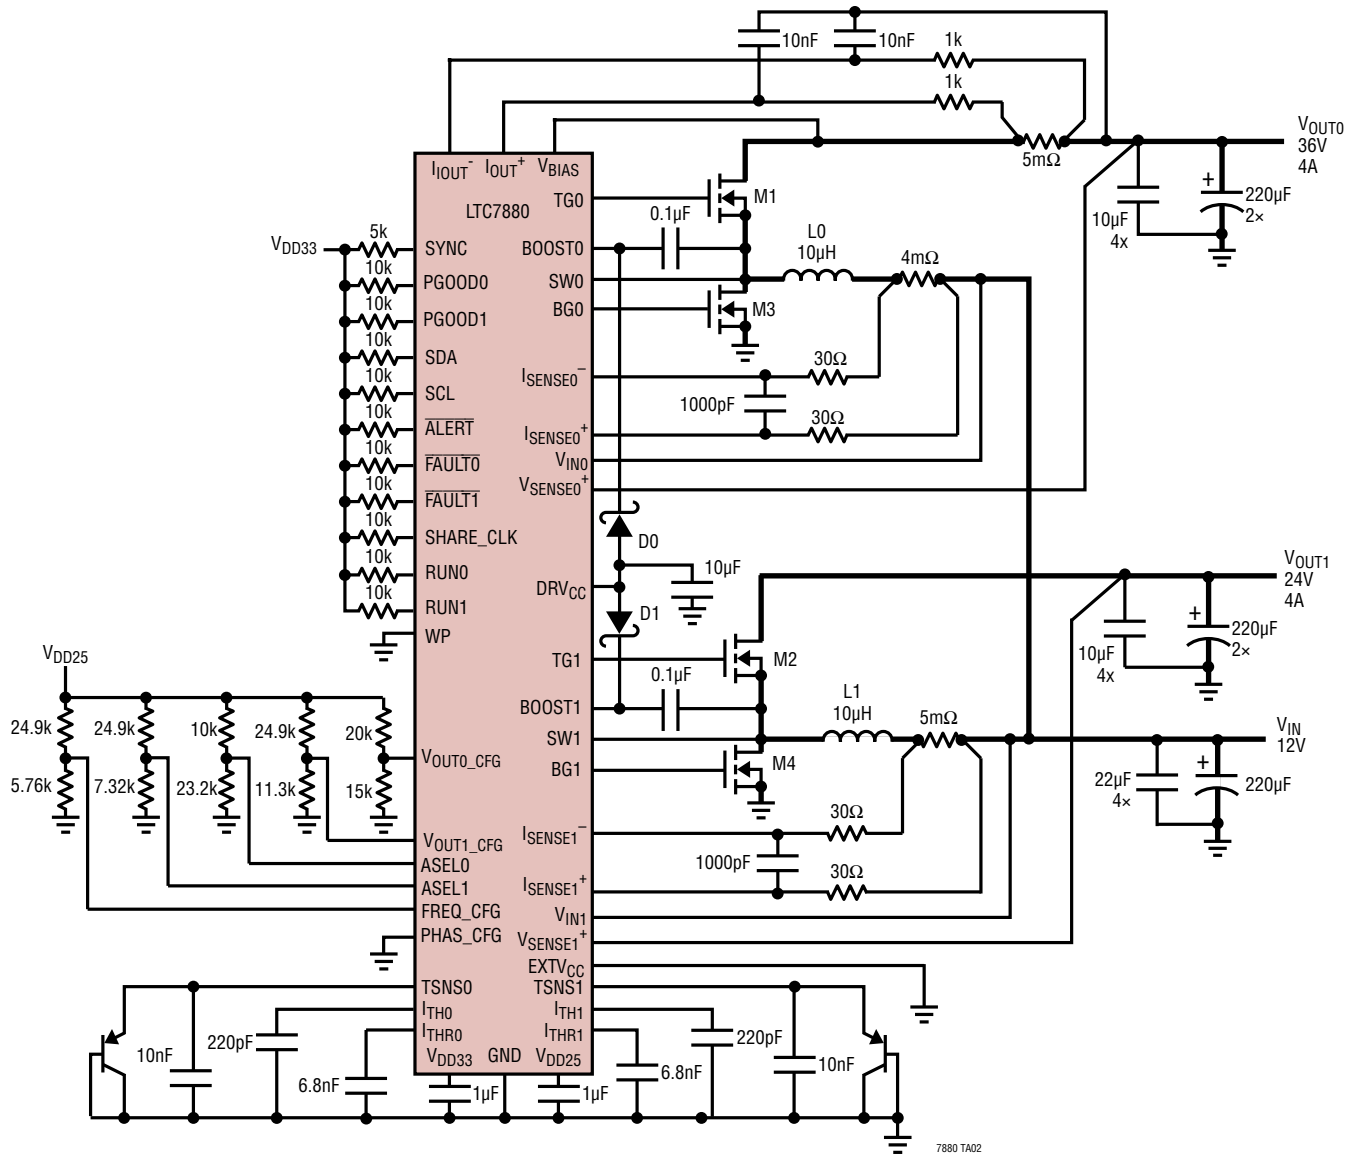 10nF
10nF
1k
1k
VOUT0
36V
4A
5mΩ
IIOUT-
IOUT+
VBIAS
LTC7880
TG0
M1
0.1µF
10µF
4x
+
220µF
2×
VDD33
5k
SYNC
BOOST0
L0
10µH
4mΩ
10k
PGOOD0
SW0
BG0
M3
10k
PGOOD1
10k
SDA
ISENSE0–
30Ω
10k
SCL
1000pF
10k
ALERT
ISENSE0+
30Ω
10k
FAULT0
VIN0
10k
FAULT1
VSENSE0+
10k
SHARE_CLK
D0
10k
RUN0
DRVCC
10µF
VOUT1
24V
4A
10k
RUN1
D1
WP
10µF
4x
+
220µF
2×
VDD25
TG1
M2
0.1µF
BOOST1
L1
10µH
5mΩ
VIN
12V
24.9k
24.9k
10k
24.9k
20k
SW1
VOUT0_CFG
BG1
M4
5.76k
7.32k
23.2k
11.3k
15k
22µF
4×
+
220µF
VOUT1_CFG
ISENSE1–
30Ω
ASEL0
1000pF
ASEL1
ISENSE1+
30Ω
FREQ_CFG
VIN1
PHAS_CFG
VSENSE1+
EXTVCC
TSNS0
TSNS1
ITH0
ITH1
ITHR0
ITHR1
10nF
220pF
6.8nF
VDD33
GND
VDD25
1µF
1µF
6.8nF
220pF
10nF
7880 TA02